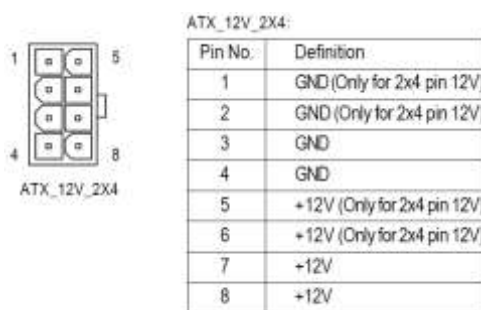 ATX_12V_2X4:
1 5
4 8
ATX_12V_2X4
Pin No. Definition
1 GND (Only for 2x4 pin 12V)
2 GND (Only for 2x4 pin 12V)
3 GND
4 GND
5 +12V (Only for 2x4 pin 12V)
6 +12V (Only for 2x4 pin 12V)
7 +12V
8 +12V